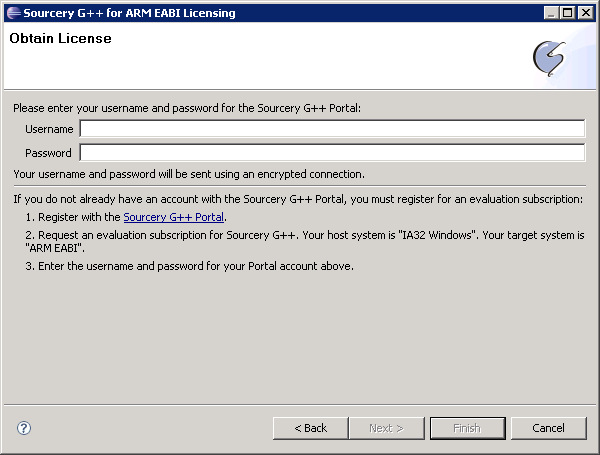 Sourcery G++ for ARM EABI Licensing
Obtain License
Please enter your username and password for the Sourcery G++ Portal:
Username
Password
Your username and password will be sent using an encrypted connection.
If you do not already have an account with the Sourcery G++ Portal, you must register for an evaluation subscription:
1. Register with the Sourcery G++ Portal.
2. Request an evaluation subscription for Sourcery G++. Your host system is "IA32 Windows". Your target system is
"ARM EABI".
3. Enter the username and password for your Portal account above.
? < Back Next > Finish Cancel